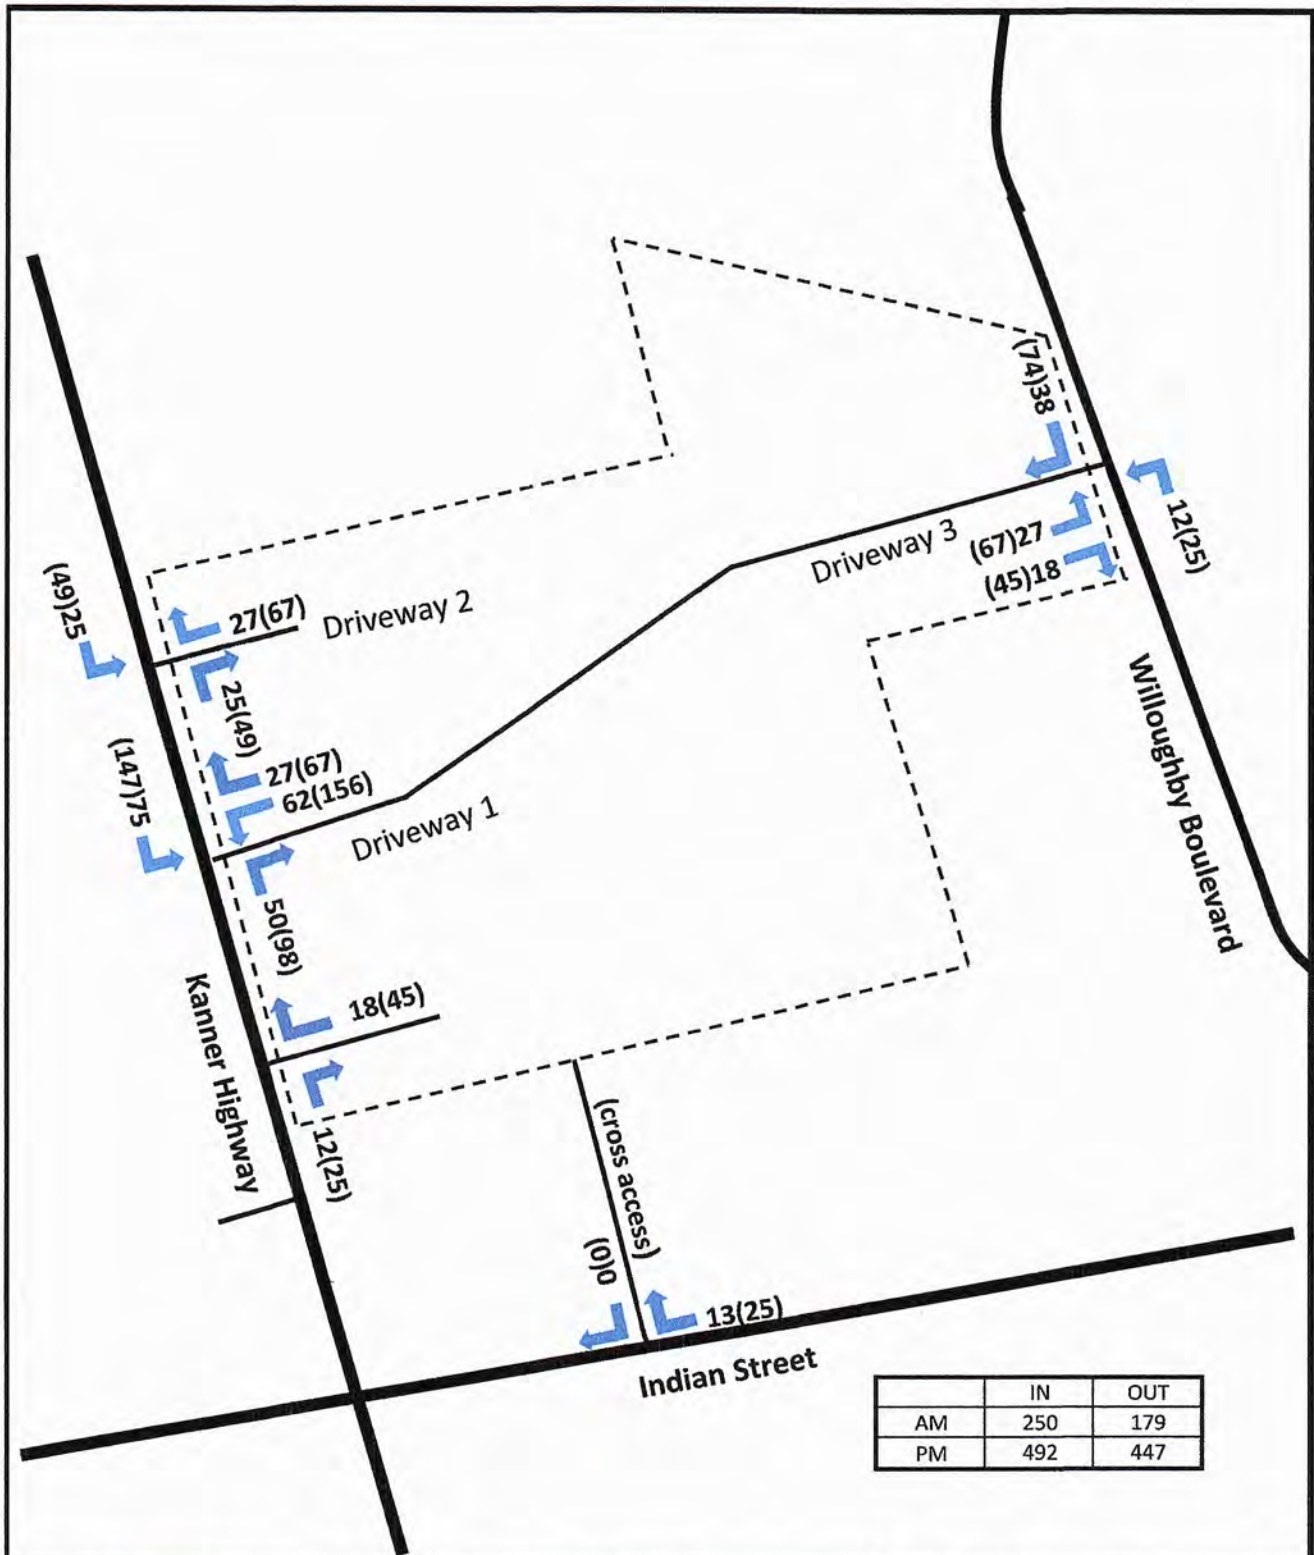 (74)38
12(25)
(67)27
(45)18
Driveway 3
Willoughby Boulevard
(49)25
27(67)
Driveway 2
25(49)
(147)75
27(67)
62(156)
Driveway 1
50(98)
18(45)
Kanner Highway
12(25)
(cross access)
(0)0
13(25)
Indian Street
IN OUT
AM 250 179
PM 492 447